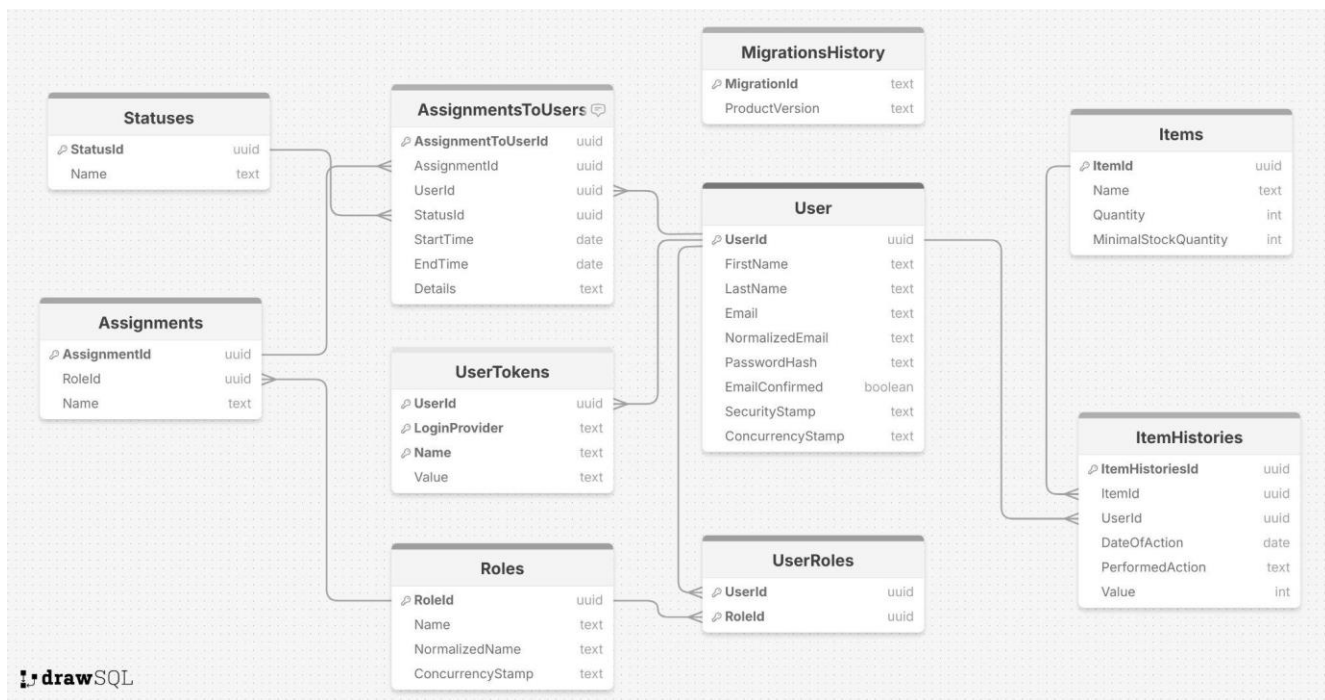 MigrationsHistory
MigrationId text
ProductVersion text
Statuses
StatusId uuid
Name text
AssignmentsToUsers
AssignmentToUserId uuid
AssignmentId uuid
UserId uuid
StatusId uuid
StartTime date
EndTime date
Details text
Items
ItemId uuid
Name text
Quantity int
MinimalStockQuantity int
User
UserId uuid
FirstName text
LastName text
Email text
NormalizedEmail text
PasswordHash text
EmailConfirmed boolean
SecurityStamp text
ConcurrencyStamp text
Assignments
AssignmentId uuid
RoleId uuid
Name text
UserTokens
UserId uuid
LoginProvider text
Name text
Value text
ItemHistories
ItemHistoriesId uuid
ItemId uuid
UserId uuid
DateOfAction date
PerformedAction text
Value int
Roles
RoleId uuid
Name text
NormalizedName text
ConcurrencyStamp text
UserRoles
UserId uuid
RoleId uuid
drawSQL